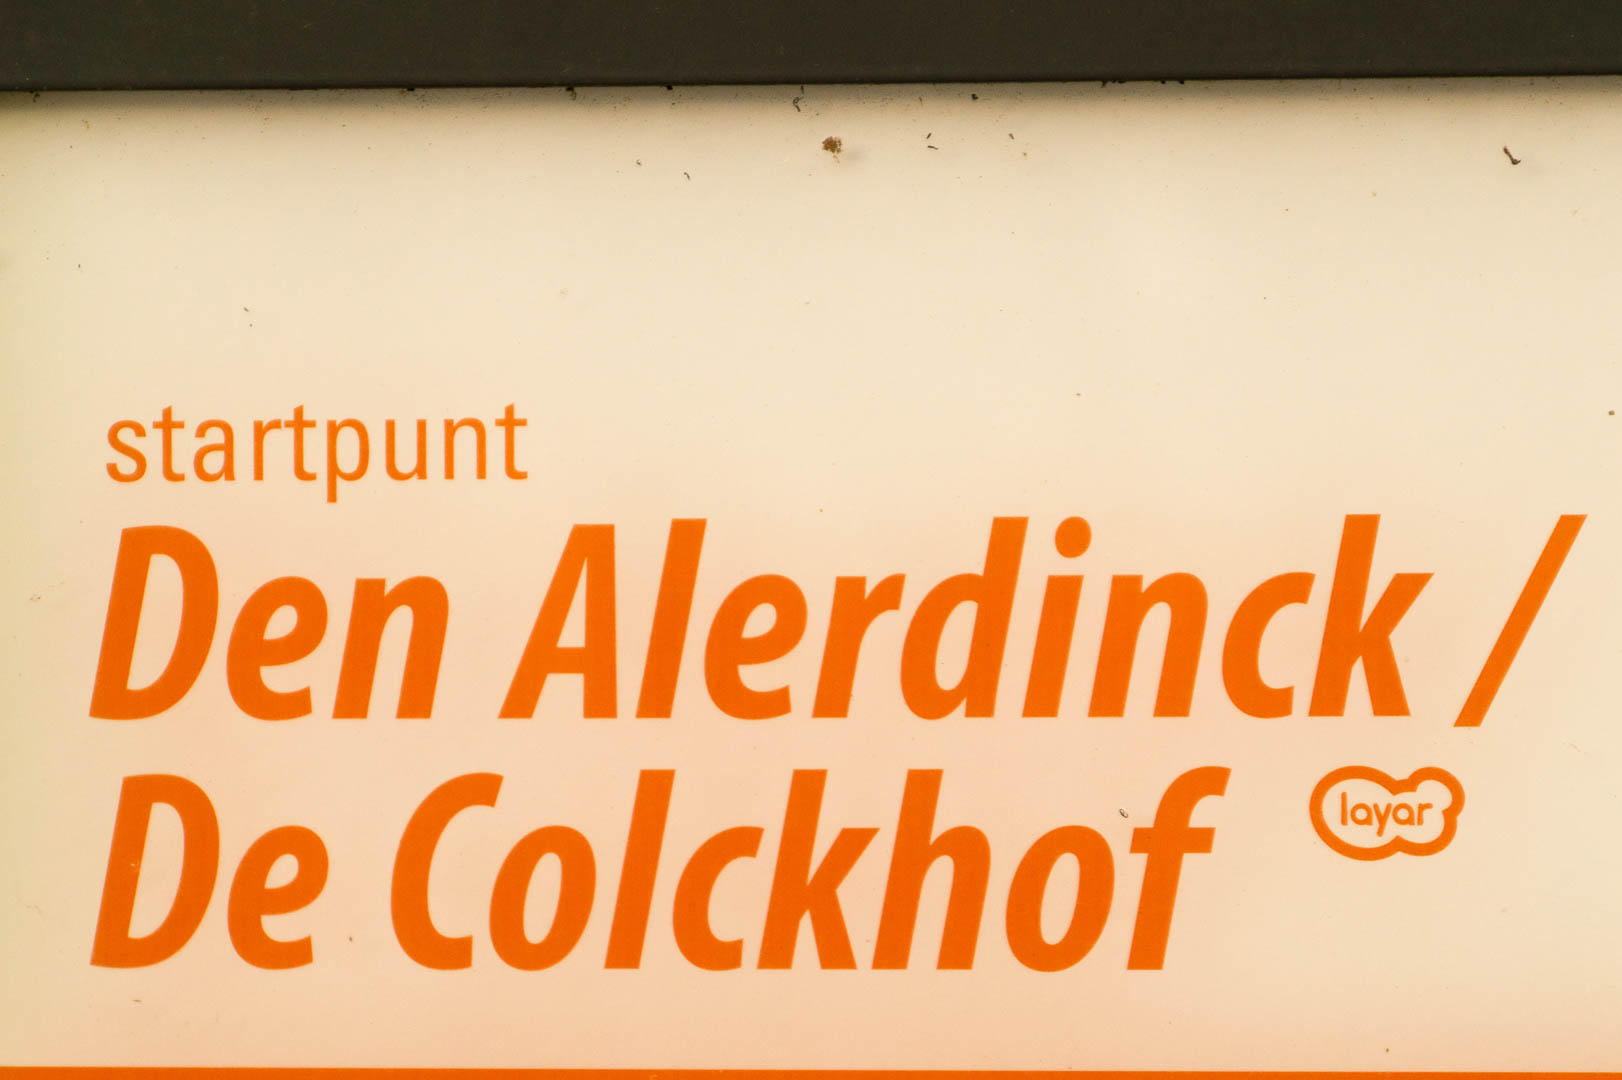 startpunt
Den Alerdinck /
De Colckhof
layar